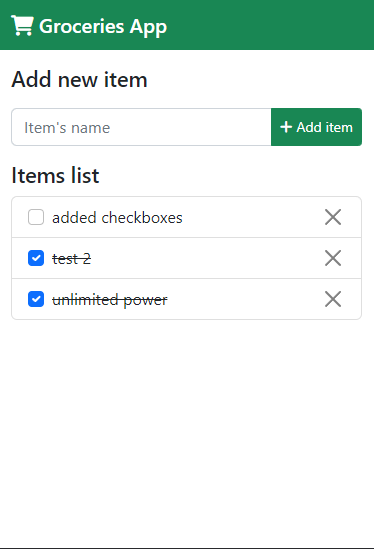 Groceries App
Add new item
Item's name
+ Add item
Items list
added checkboxes
test 2
unlimited power